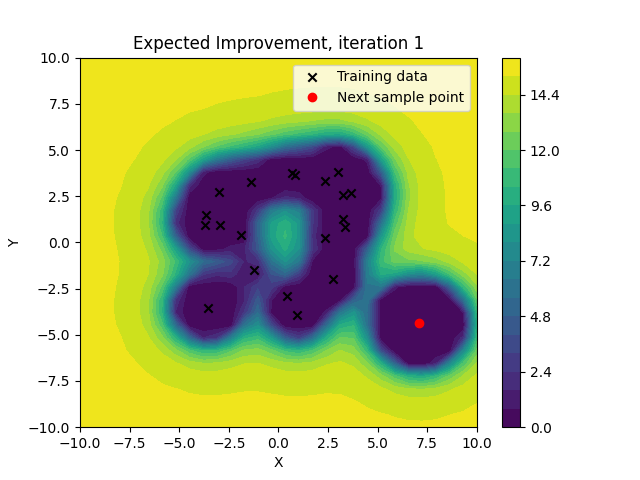 Expected Improvement, iteration 1
Training data
Next sample point
10.0
7.5
5.0
2.5
0.0
−2.5
−5.0
−7.5
−10.0
Y
−10.0 −7.5 −5.0 −2.5 0.0 2.5 5.0 7.5 10.0
X
14.4
12.0
9.6
7.2
4.8
2.4
0.0